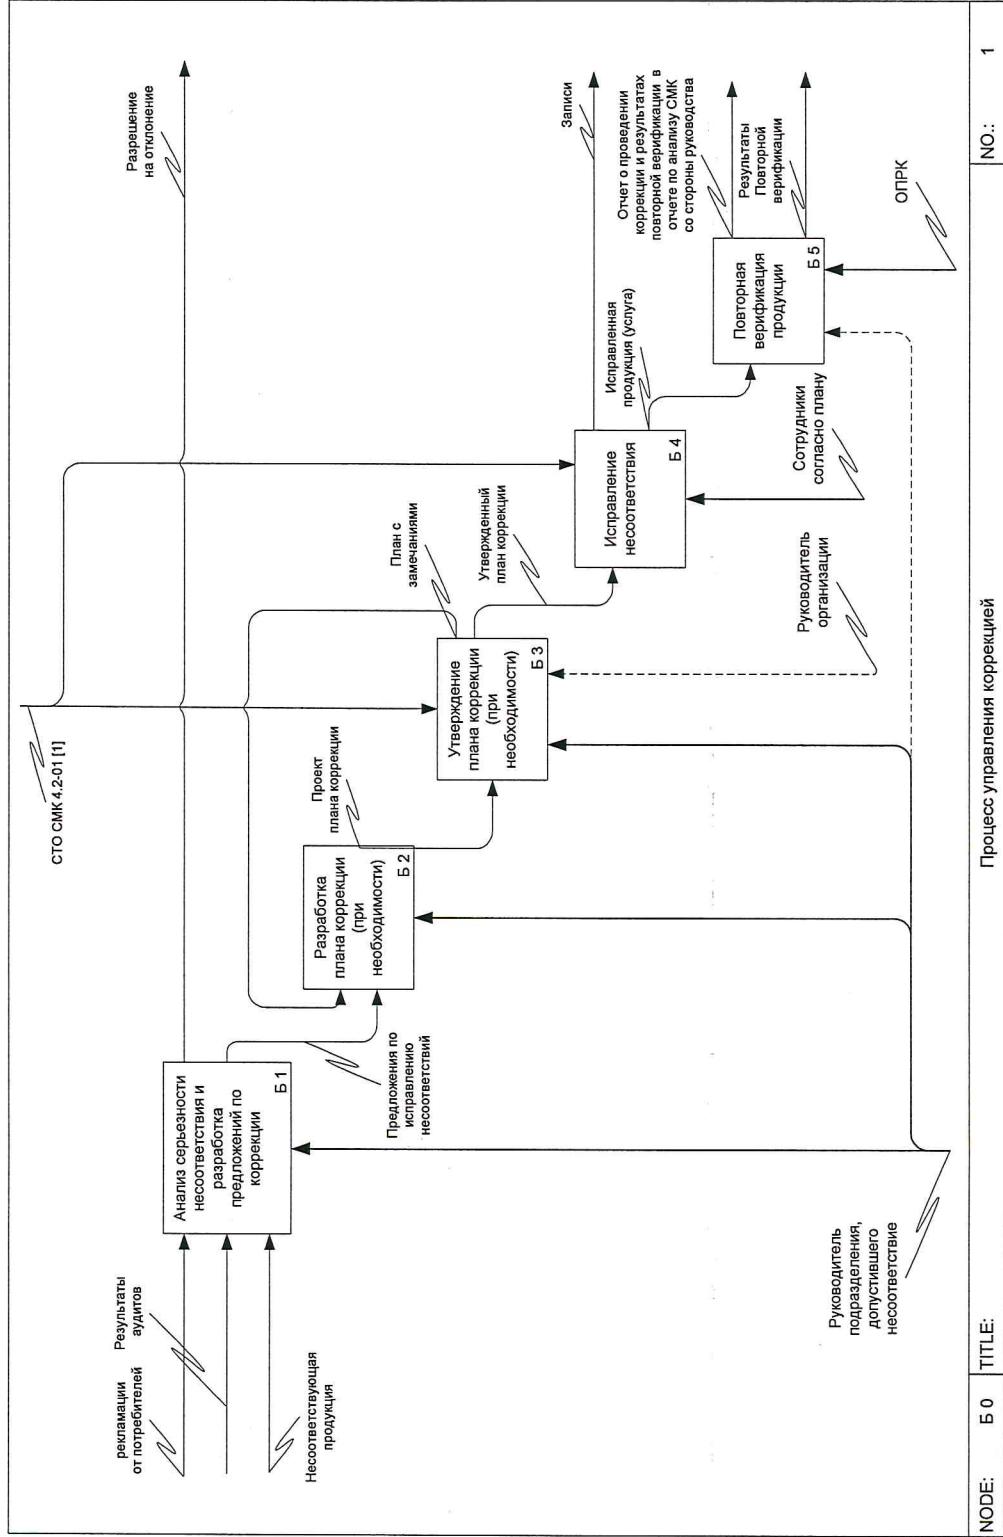 Разрешение
на отклонение
СТО СМК 4.2-01 [1]
рекламации
от потребителей
Результаты
аудитов
Несоответствующая
продукция
Анализ серьезности
несоответствия и
разработка
предложений по
коррекции
Б 1
Предложения по
исправлению
несоответствий
Разработка
плана коррекции
(при
необходимости)
Б 2
Проект
плана коррекции
Утверждение
плана коррекции
(при
необходимости)
Б 3
План с
замечаниями
Утвержденный
план коррекции
Исправление
несоответствия
Б 4
Записи
Исправленная
продукция (услуга)
Повторная
верификация
продукции
Б 5
Отчет о проведении
коррекции и результатах
повторной верификации в
отчете по анализу СМК
со стороны руководства
Результаты
Повторной
верификации
Руководитель
подразделения,
допустившего
несоответствие
Руководитель
организации
Сотрудники
согласно плану
ОПРК
NODE: Б 0
TITLE: Процесс управления коррекцией
NO.: 1